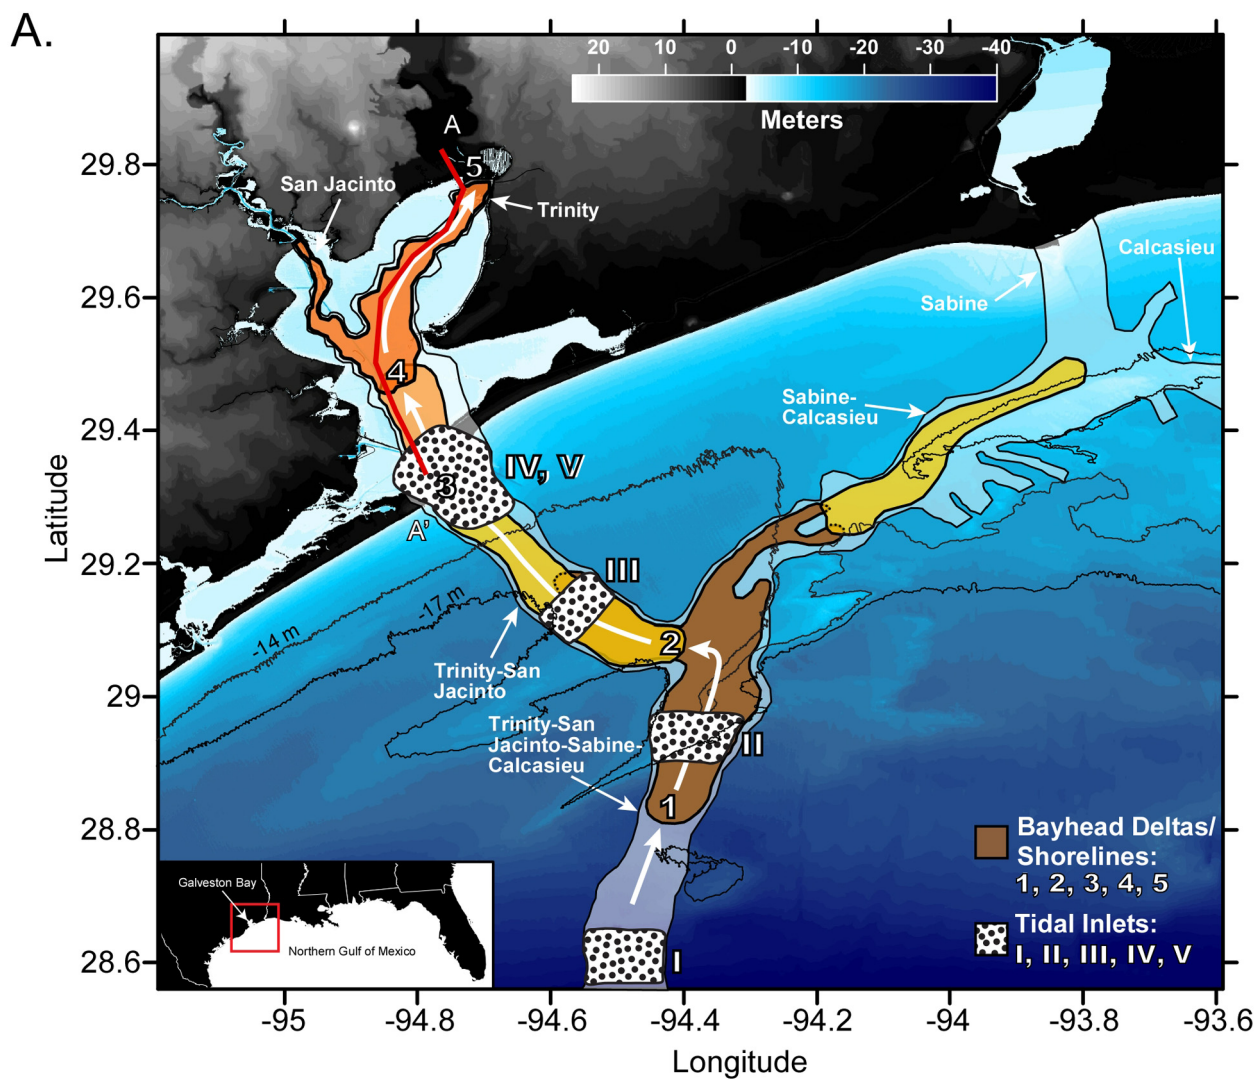 A.
20 10 0 -10 -20 -30 -40
Meters
A
5
San Jacinto
Trinity
29.8
Calcasieu
Sabine
29.6
4
Sabine-
Calcasieu
29.4
IV, V
3
A'
Latitude
29.2
III
-17 m
-14 m
2
Trinity-San
Jacinto
29
Trinity-San
Jacinto-Sabine-
Calcasieu
II
1
28.8
Bayhead Deltas/
Shorelines:
1, 2, 3, 4, 5
Tidal Inlets:
I, II, III, IV, V
Galveston Bay
Northern Gulf of Mexico
I
28.6
-95 -94.8 -94.6 -94.4 -94.2 -94 -93.8 -93.6
Longitude